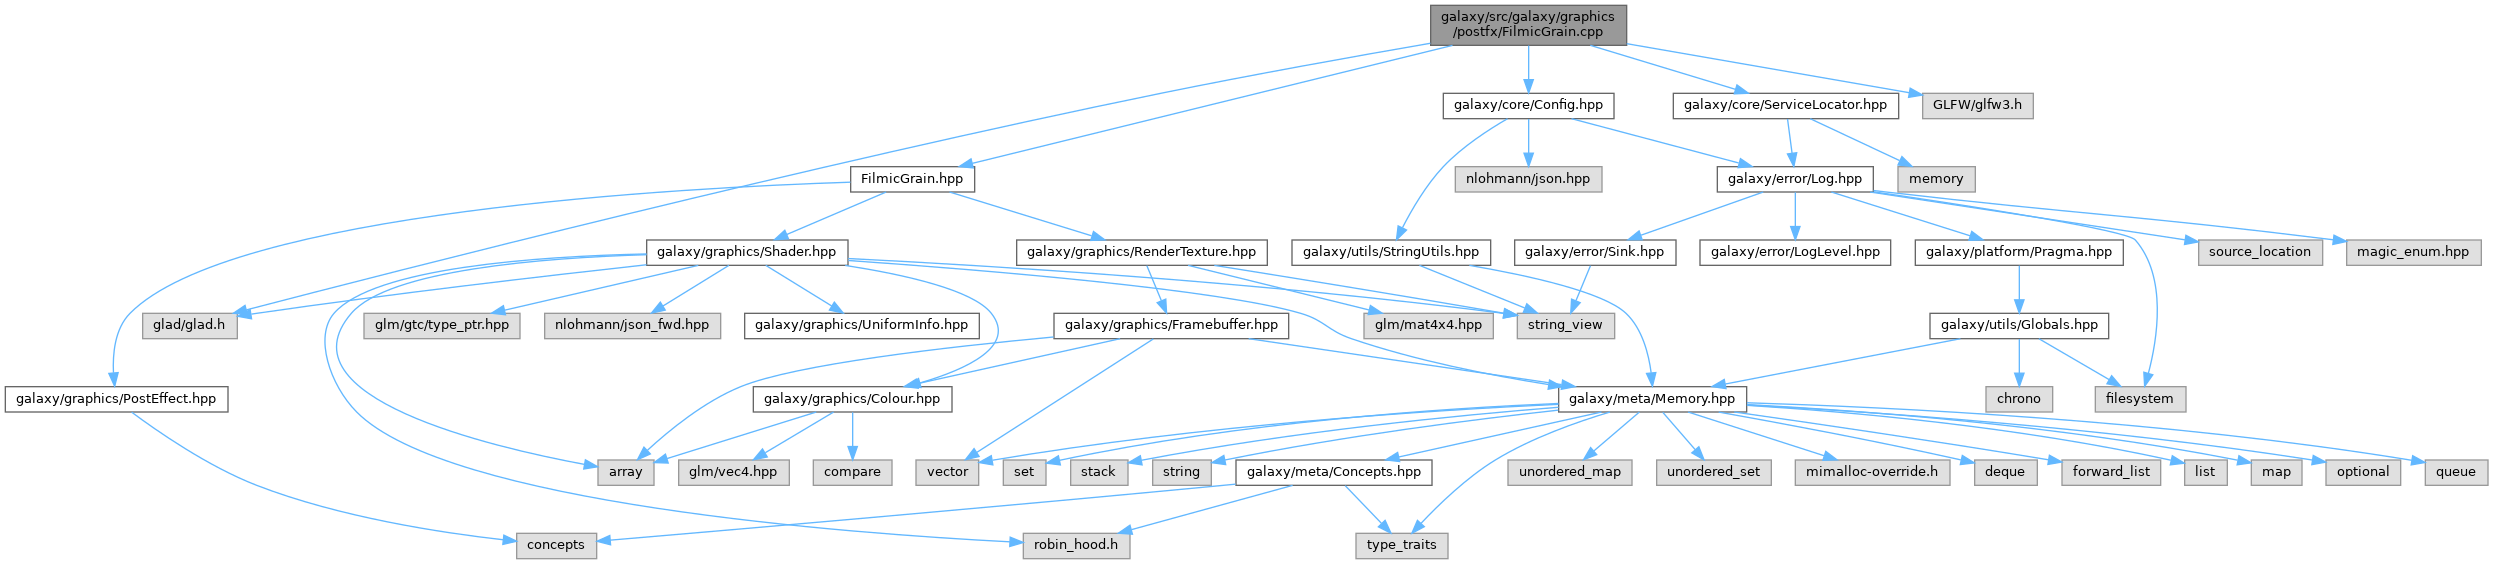 galaxy/src/galaxy/graphics
/postfx/FilmicGrain.cpp
galaxy/core/Config.hpp
galaxy/core/ServiceLocator.hpp
GLFW/glfw3.h
FilmicGrain.hpp
nlohmann/json.hpp
galaxy/error/Log.hpp
memory
galaxy/graphics/Shader.hpp
galaxy/graphics/RenderTexture.hpp
galaxy/utils/StringUtils.hpp
galaxy/error/Sink.hpp
galaxy/error/LogLevel.hpp
galaxy/platform/Pragma.hpp
source_location
magic_enum.hpp
glad/glad.h
glm/gtc/type_ptr.hpp
nlohmann/json_fwd.hpp
galaxy/graphics/UniformInfo.hpp
galaxy/graphics/Framebuffer.hpp
glm/mat4x4.hpp
string_view
galaxy/utils/Globals.hpp
galaxy/graphics/PostEffect.hpp
galaxy/graphics/Colour.hpp
galaxy/meta/Memory.hpp
chrono
filesystem
array
glm/vec4.hpp
compare
vector
set
stack
string
galaxy/meta/Concepts.hpp
unordered_map
unordered_set
mimalloc-override.h
deque
forward_list
list
map
optional
queue
concepts
robin_hood.h
type_traits